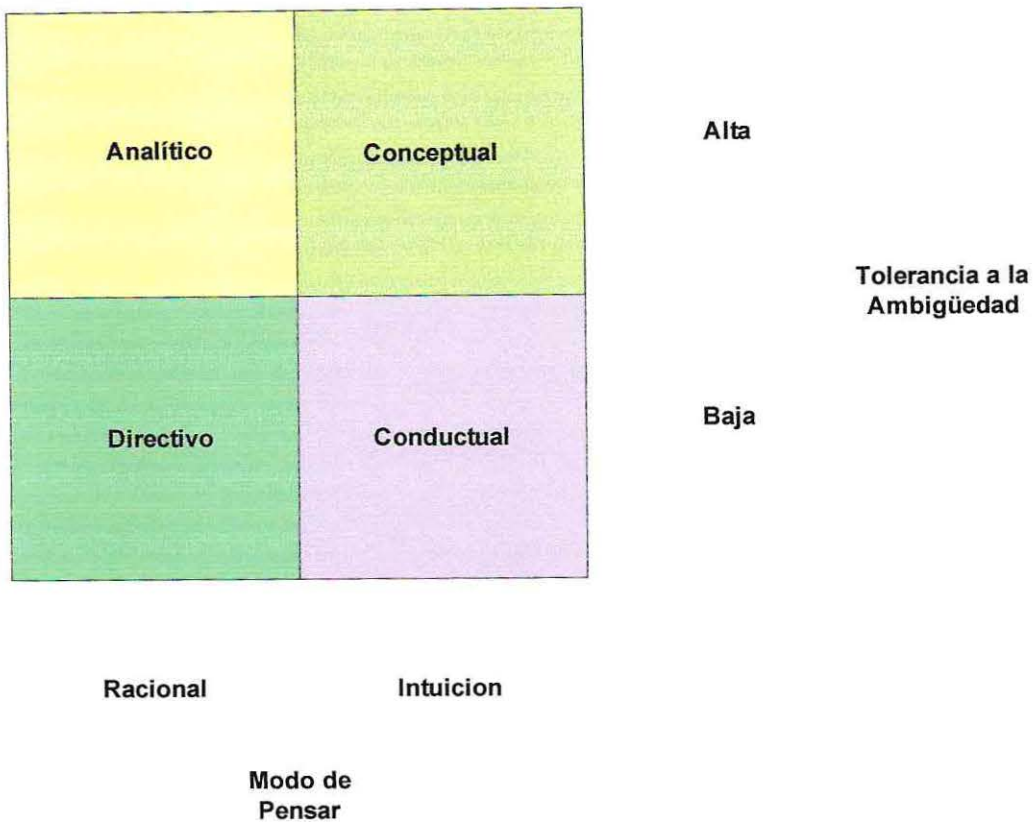 Analítico
Conceptual
Alta
Tolerancia a la
Ambigüedad
Directivo
Conductual
Baja
Racional
Intuicion
Modo de
Pensar